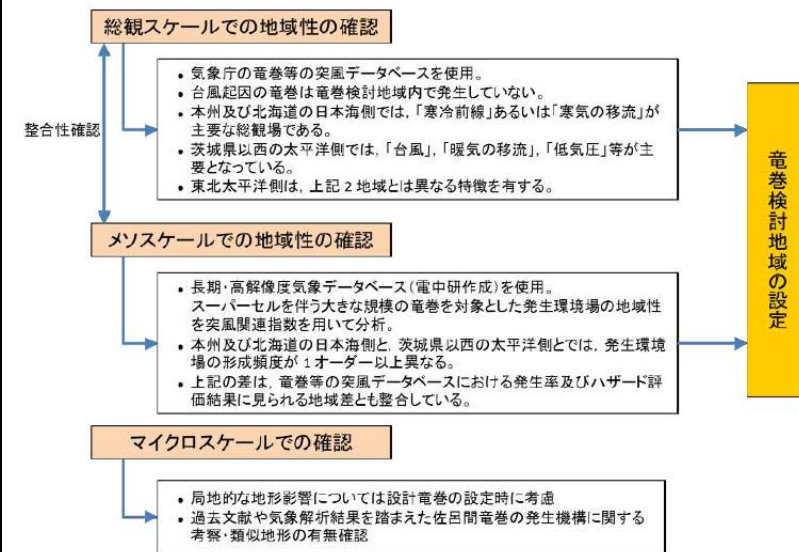 総観スケールでの地域性の確認
・気象庁の竜巻等の突風データベースを使用。
・台風起因の竜巻は竜巻検討地域内で発生していない。
・本州及び北海道の日本海側では,「寒冷前線」あるいは「寒気の移流」が
主要な総観場である。
・茨城県以西の太平洋側では,「台風」,「暖気の移流」,「低気圧」等が主
要となっている。
・東北太平洋側は, 上記2地域とは異なる特徴を有する。
整合性確認
メソスケールでの地域性の確認
・長期・高解像度気象データベース(電中研作成)を使用。
スーパーセルを伴う大きな規模の竜巻を対象とした発生環境場の地域性
を突風関連指数を用いて分析。
・本州及び北海道の日本海側と, 茨城県以西の太平洋側とでは, 発生環境
場の形成頻度が1オーダー以上異なる。
・上記の差は, 竜巻等の突風データベースにおける発生率及びハザード評
価結果に見られる地域差とも整合している。
マイクロスケールでの確認
・局地的な地形影響については設計竜巻の設定時に考慮
・過去文献や気象解析結果を踏まえた佐呂間竜巻の発生機構に関する
考察・類似地形の有無確認
竜巻検討地域の設定